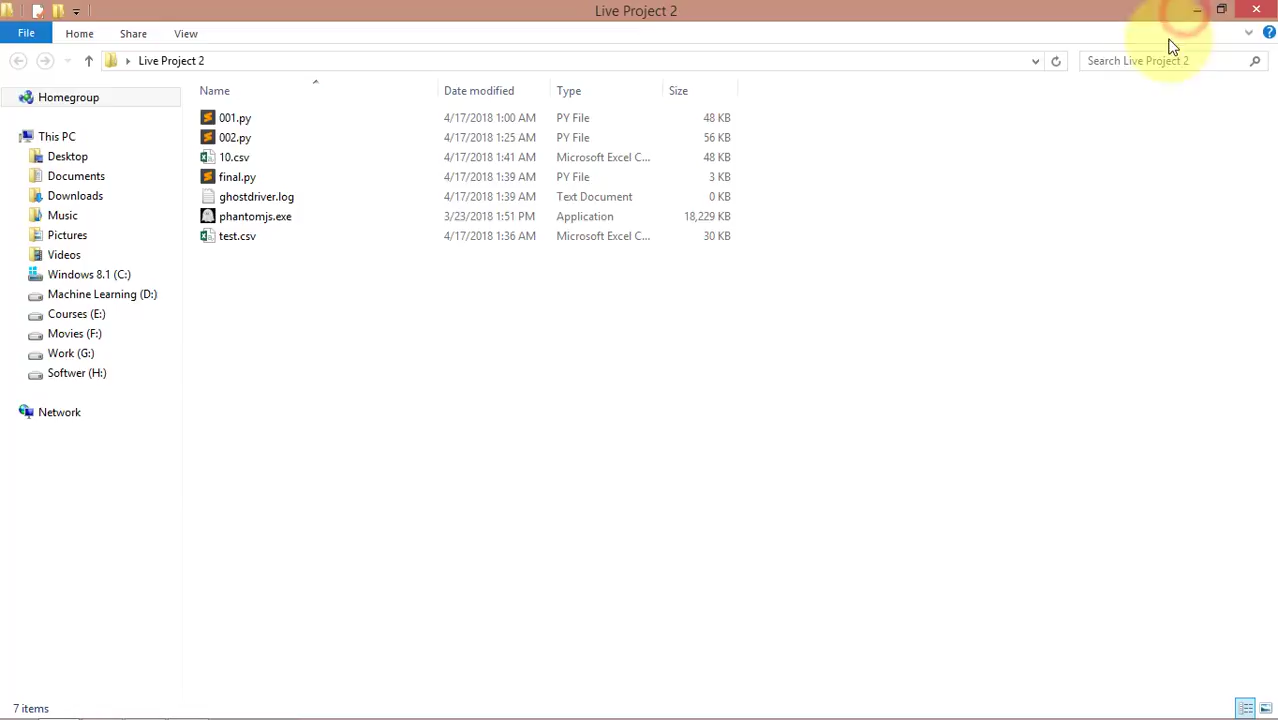 Live Project 2
File Home Share View
Live Project 2 Search Live Project 2
Name Date modified Type Size
Homegroup
This PC
Desktop
Documents
Downloads
Music
Pictures
Videos
Windows 8.1 (C:)
Machine Learning (D:)
Courses (E:)
Movies (F:)
Work (G:)
Softwer (H:)
Network
001.py 4/17/2018 1:00 AM PY File 48 KB
002.py 4/17/2018 1:25 AM PY File 56 KB
10.csv 4/17/2018 1:41 AM Microsoft Excel C... 48 KB
final.py 4/17/2018 1:39 AM PY File 3 KB
ghostdriver.log 4/17/2018 1:39 AM Text Document 0 KB
phantomjs.exe 3/23/2018 1:51 PM Application 18,229 KB
test.csv 4/17/2018 1:36 AM Microsoft Excel C... 30 KB
7 items